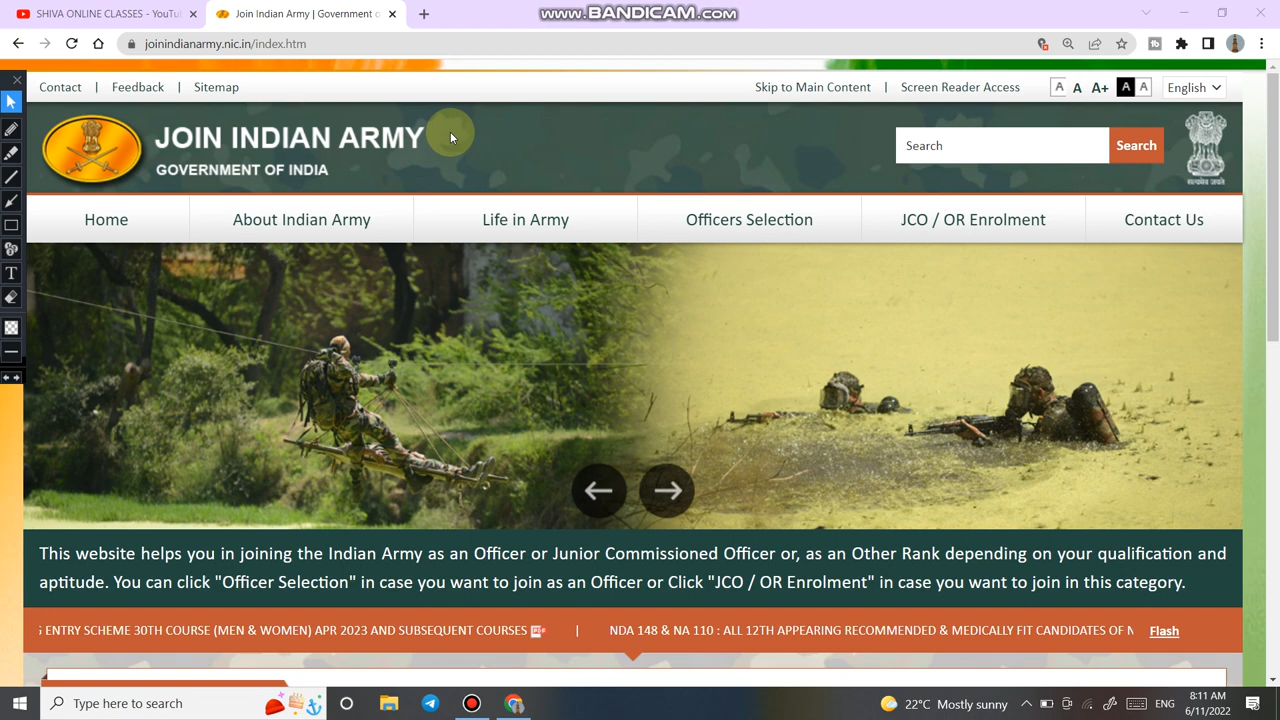 SHIVA ONLINE CLASSES - YouTu
Join Indian Army | Government o
www.BANDICAM.com
joinindianarmy.nic.in/index.htm
Contact | Feedback | Sitemap
Skip to Main Content | Screen Reader Access
A A A+ A A
English
JOIN INDIAN ARMY
GOVERNMENT OF INDIA
Search
Search
सत्यमेव जयते
Home
About Indian Army
Life in Army
Officers Selection
JCO / OR Enrolment
Contact Us
This website helps you in joining the Indian Army as an Officer or Junior Commissioned Officer or, as an Other Rank depending on your qualification and
aptitude. You can click "Officer Selection" in case you want to join as an Officer or Click "JCO / OR Enrolment" in case you want to join in this category.
ENTRY SCHEME 30TH COURSE (MEN & WOMEN) APR 2023 AND SUBSEQUENT COURSES | NDA 148 & NA 110 : ALL 12TH APPEARING RECOMMENDED & MEDICALLY FIT CANDIDATES OF
Flash
Type here to search
22°C Mostly sunny
ENG
8:11 AM
6/11/2022